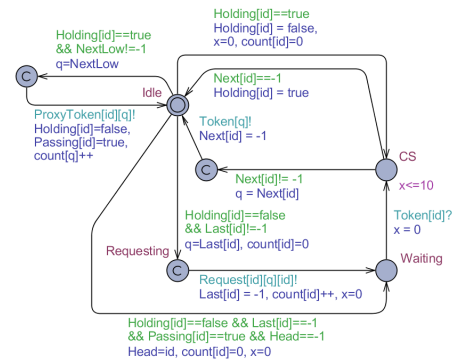 Holding[id]==true
Holding[id] = false,
x=0, count[id]=0
Holding[id]==true
&& NextLow!=-1
q=NextLow
C
Idle
Next[id]==-1
Holding[id] = true
ProxyToken[id][q]!
Holding[id]=false,
Passing[id]=true,
count[q]++
Token[q]!
Next[id] = -1
C
CS
x<=10
Next[id]!= -1
q = Next[id]
Holding[id]==false
&& Last[id]!=-1
q=Last[id], count[id]=0
Token[id]?
x = 0
Requesting
C
Waiting
Request[id][q][id]!
Last[id] = -1, count[id]++, x=0
Holding[id]==false && Last[id]==-1
&& Passing[id]==true && Head==-1
Head=id, count[id]=0, x=0